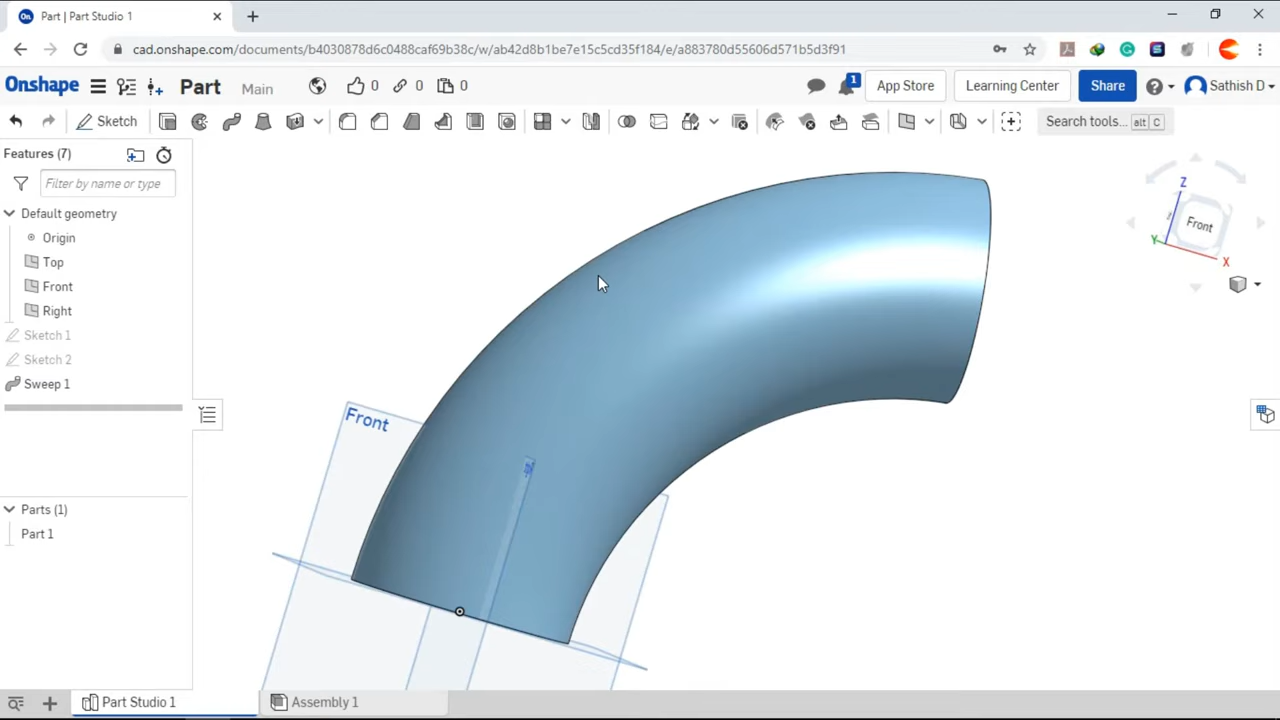 Part | Part Studio 1
cad.onshape.com/documents/b4030878d6c0488caf69b38c/w/ab42d8b1be7e15c5cd35f184/e/a883780d55606d571b5d3f91
Onshape Part Main 0 0 0 1 App Store Learning Center Share Sathish D
Sketch Search tools... alt C
Features (7)
Filter by name or type
Default geometry
Origin
Top
Front
Right
Sketch 1
Sketch 2
Sweep 1
Parts (1)
Part 1
Front
Z
Front
Y
X
Part Studio 1 Assembly 1